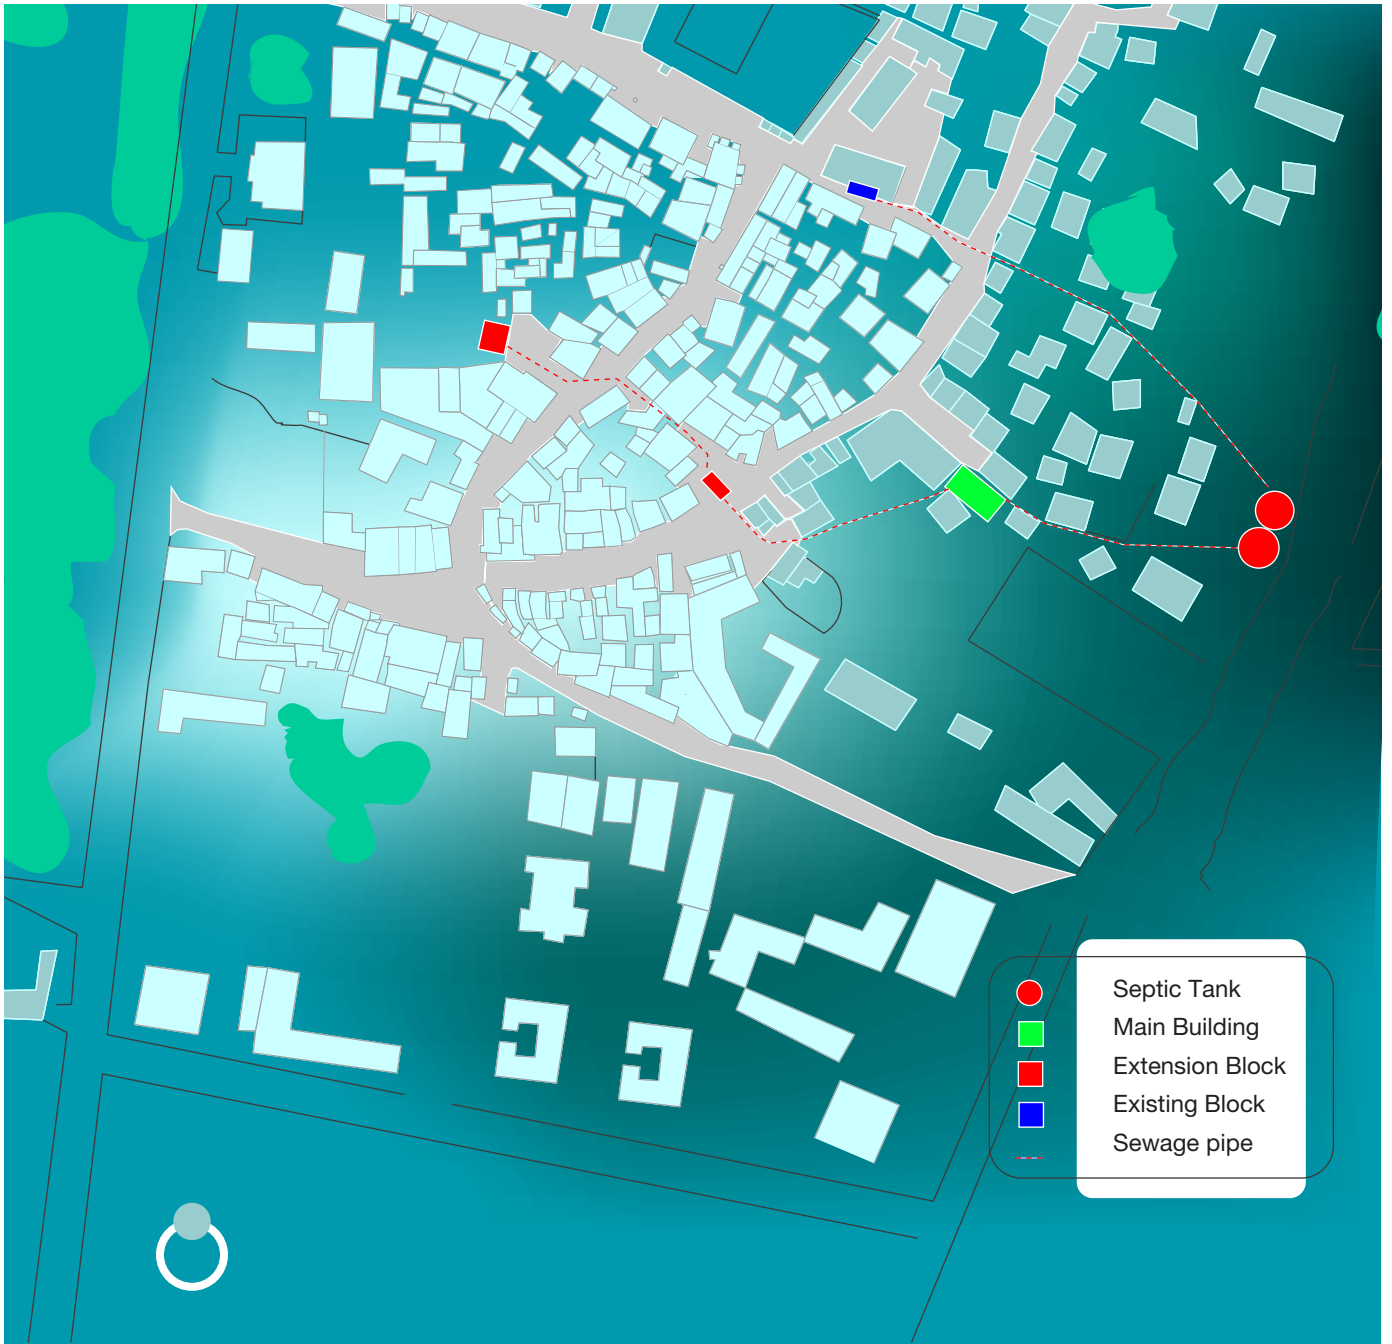 Septic Tank
Main Building
Extension Block
Existing Block
Sewage pipe